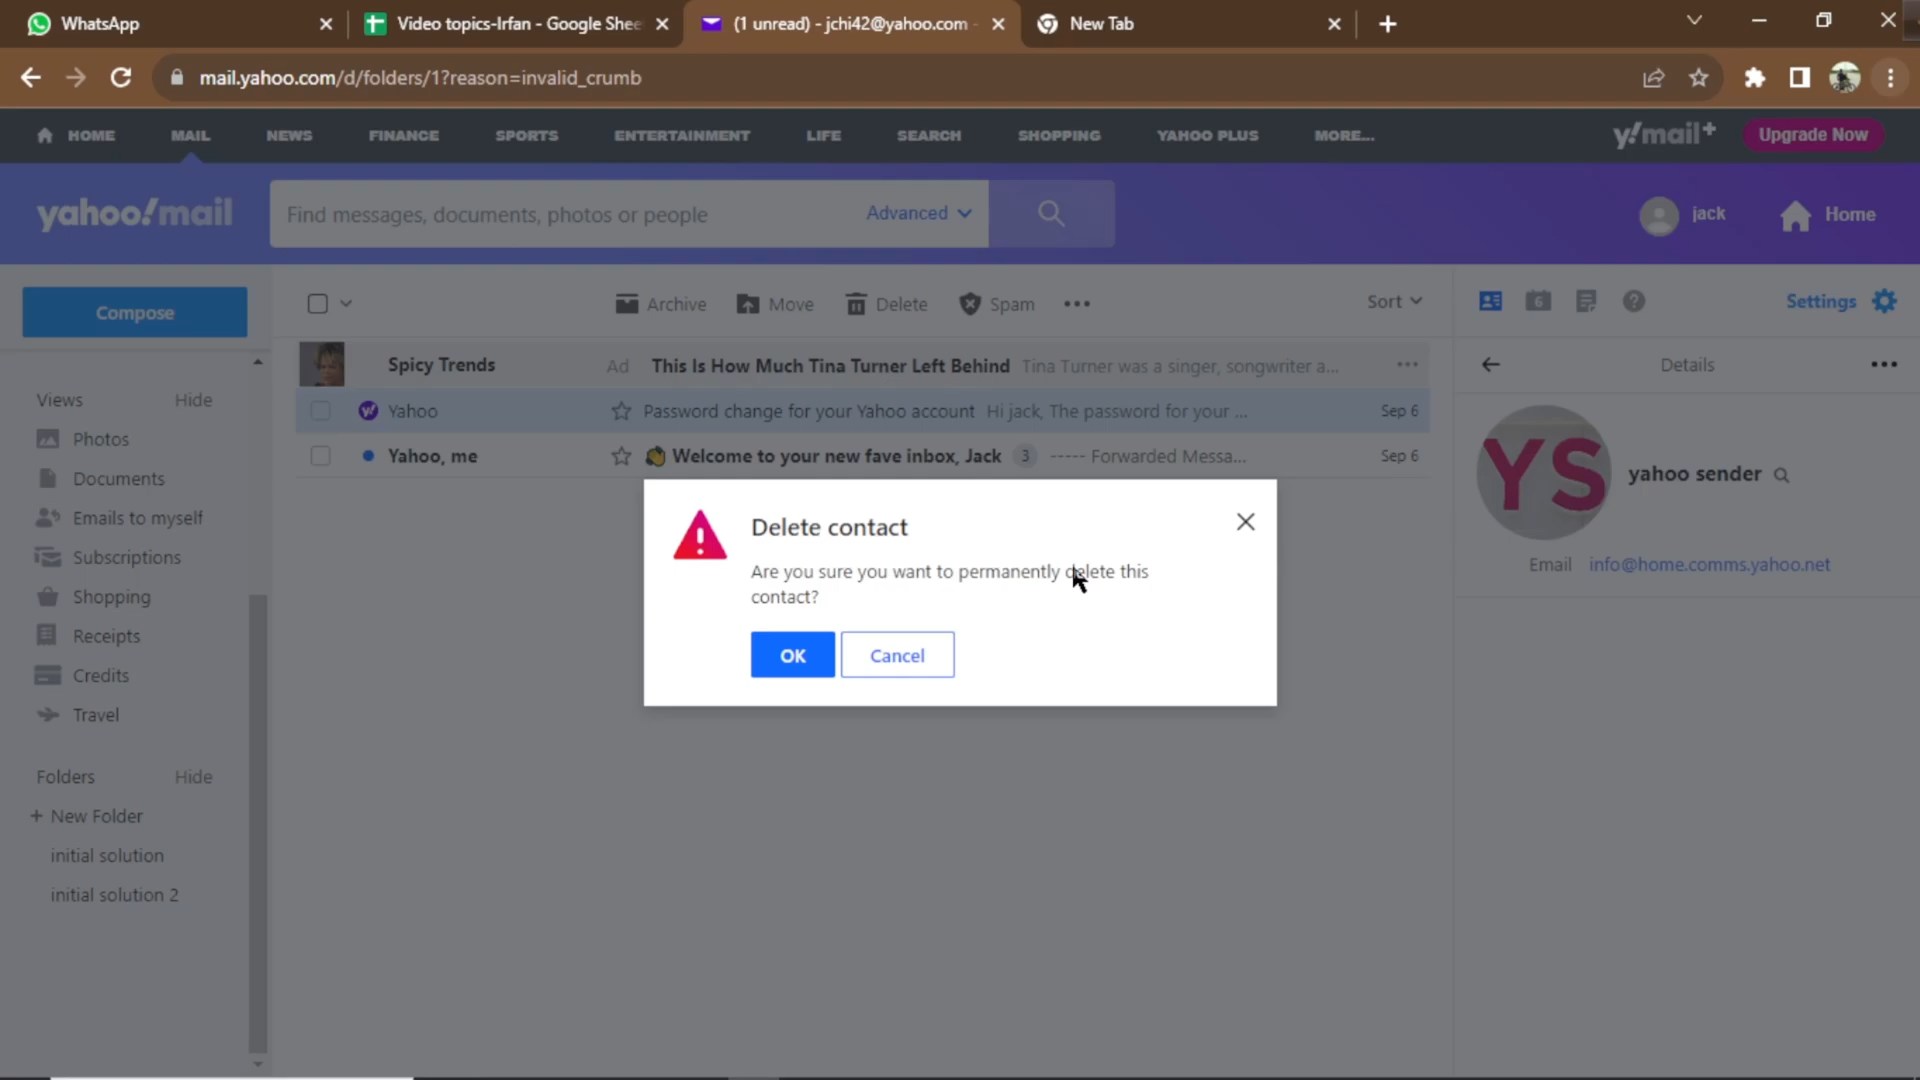 WhatsApp
Video topics-Irfan - Google Shee
(1 unread) - jchi42@yahoo.com -
New Tab
mail.yahoo.com/d/folders/1?reason=invalid_crumb
HOME MAIL NEWS FINANCE SPORTS ENTERTAINMENT LIFE SEARCH SHOPPING YAHOO PLUS MORE... y!mail+ Upgrade Now
yahoo!mail Find messages, documents, photos or people Advanced jack Home
Compose Archive Move Delete Spam ••• Sort 6 ? Settings
Spicy Trends Ad This Is How Much Tina Turner Left Behind Tina Turner was a singer, songwriter a... •••
Details •••
Views Hide
Yahoo Password change for your Yahoo account Hi jack, The password for your ... Sep 6
Photos
Yahoo, me Welcome to your new fave inbox, Jack 3 ----- Forwarded Messa... Sep 6
YS yahoo sender
Documents
Emails to myself
Delete contact
Subscriptions
Email info@home.comms.yahoo.net
Are you sure you want to permanently delete this
contact?
Shopping
Receipts
OK Cancel
Credits
Travel
Folders Hide
+ New Folder
initial solution
initial solution 2